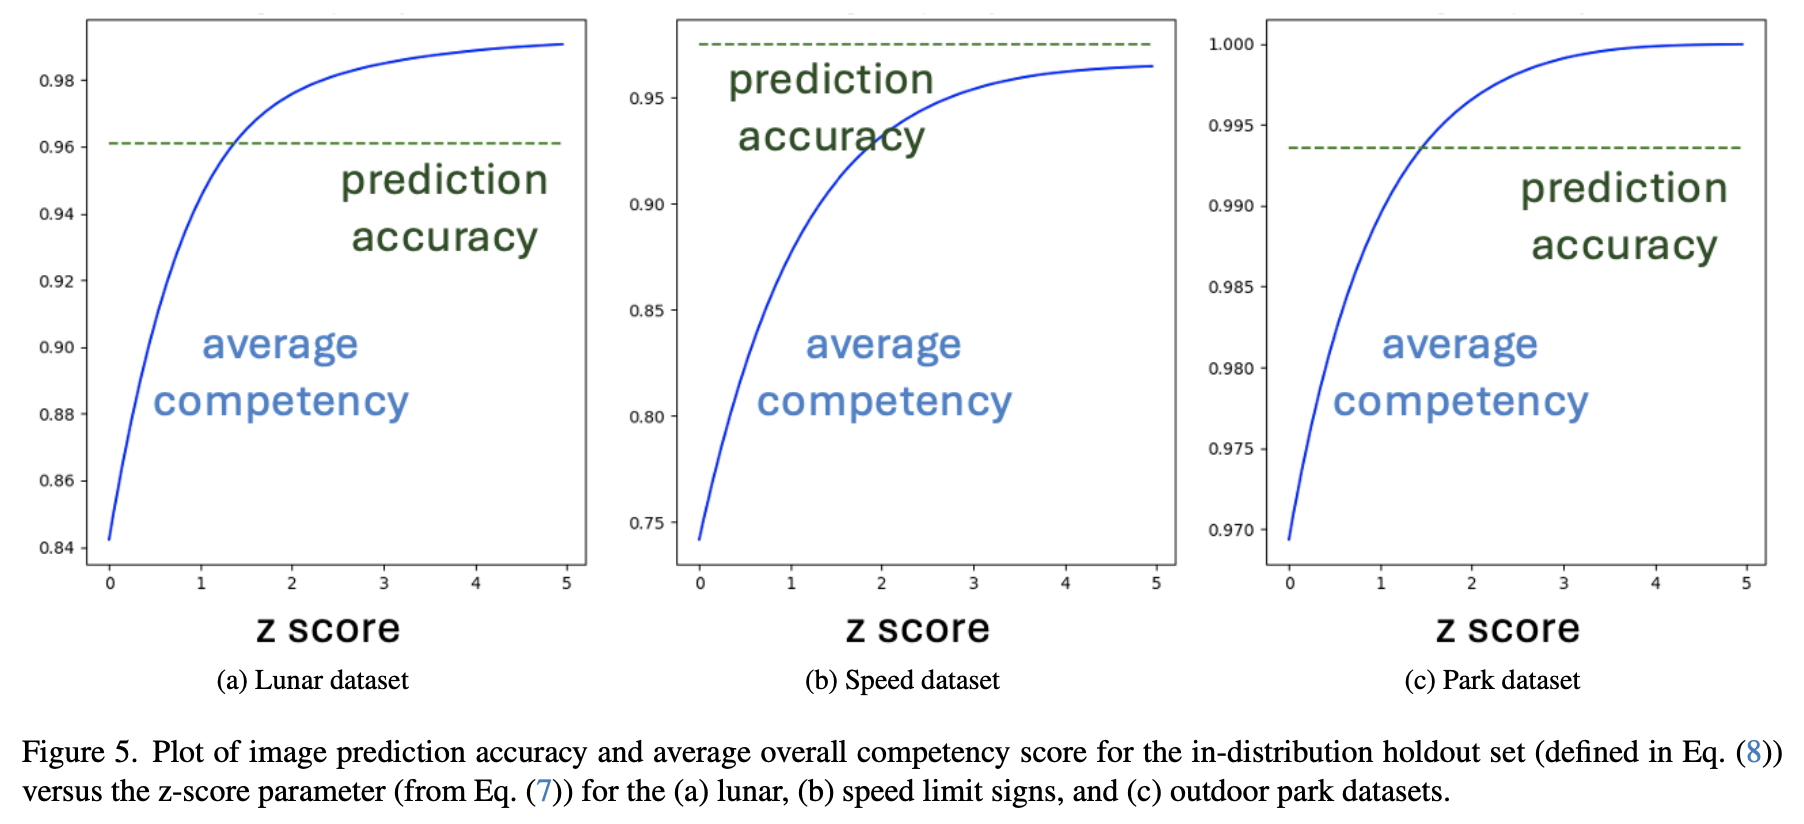 0.98
0.96
0.94
0.92
0.90
0.88
0.86
0.84
prediction
accuracy
average
competency
0 1 2 3 4 5
z score
(a) Lunar dataset
0.95
0.90
0.85
0.80
0.75
prediction
accuracy
average
competency
0 1 2 3 4 5
z score
(b) Speed dataset
1.000
0.995
0.990
0.985
0.980
0.975
0.970
prediction
accuracy
average
competency
0 1 2 3 4 5
z score
(c) Park dataset
Figure 5. Plot of image prediction accuracy and average overall competency score for the in-distribution holdout set (defined in Eq. (8))
versus the z-score parameter (from Eq. (7)) for the (a) lunar, (b) speed limit signs, and (c) outdoor park datasets.